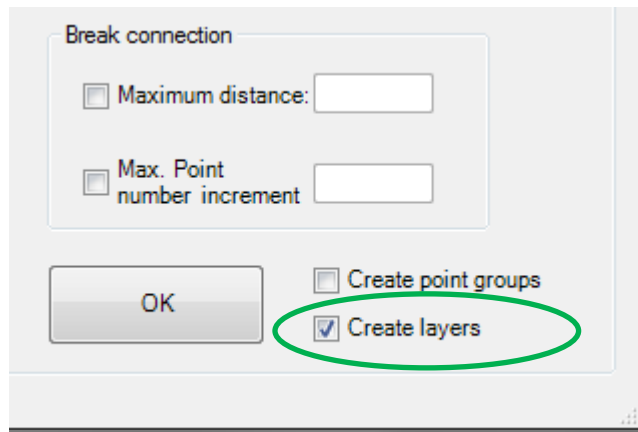 Break connection
Maximum distance:
Max. Point
number increment
Create point groups
OK
Create layers